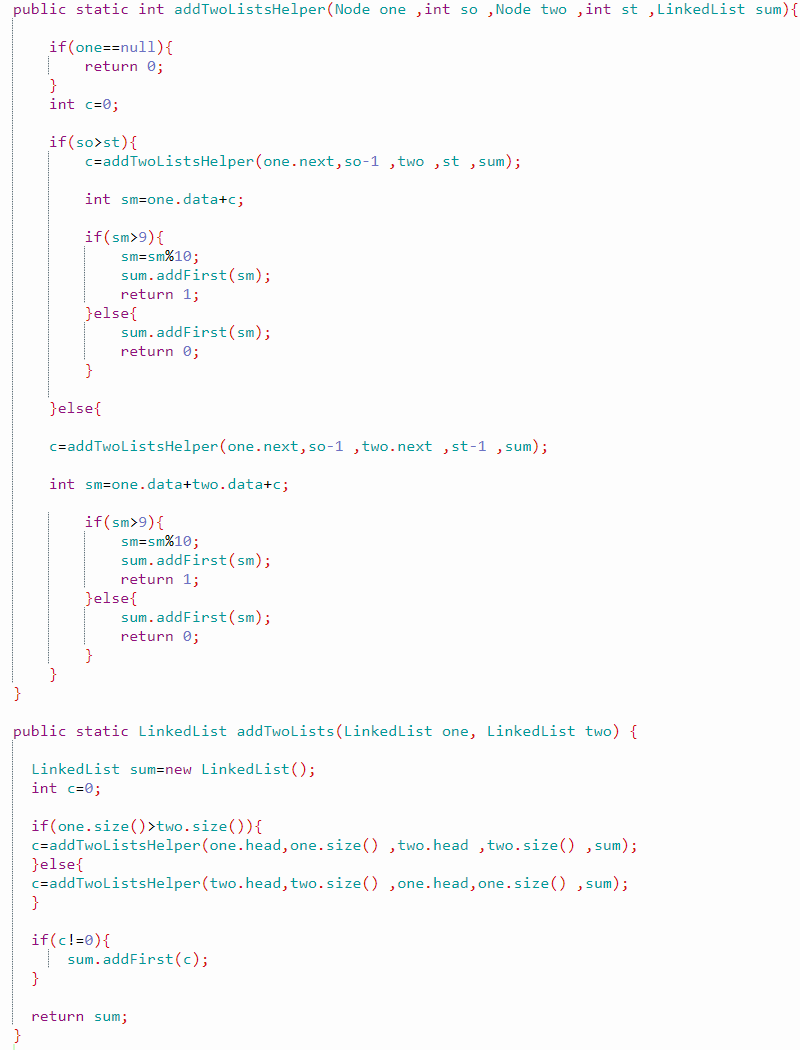 public static int addTwoListsHelper(Node one ,int so ,Node two ,int st ,LinkedList sum){
if(one==null){
return 0;
}
int c=0;
if(so>st){
c=addTwoListsHelper(one.next,so-1 ,two ,st ,sum);
int sm=one.data+c;
if(sm>9){
sm=sm%10;
sum.addFirst(sm);
return 1;
}else{
sum.addFirst(sm);
return 0;
}
}else{
c=addTwoListsHelper(one.next,so-1 ,two.next ,st-1 ,sum);
int sm=one.data+two.data+c;
if(sm>9){
sm=sm%10;
sum.addFirst(sm);
return 1;
}else{
sum.addFirst(sm);
return 0;
}
}
}
public static LinkedList addTwoLists(LinkedList one, LinkedList two) {
LinkedList sum=new LinkedList();
int c=0;
if(one.size()>two.size()){
c=addTwoListsHelper(one.head,one.size() ,two.head ,two.size() ,sum);
}else{
c=addTwoListsHelper(two.head,two.size() ,one.head,one.size() ,sum);
}
if(c!=0){
sum.addFirst(c);
}
return sum;
}